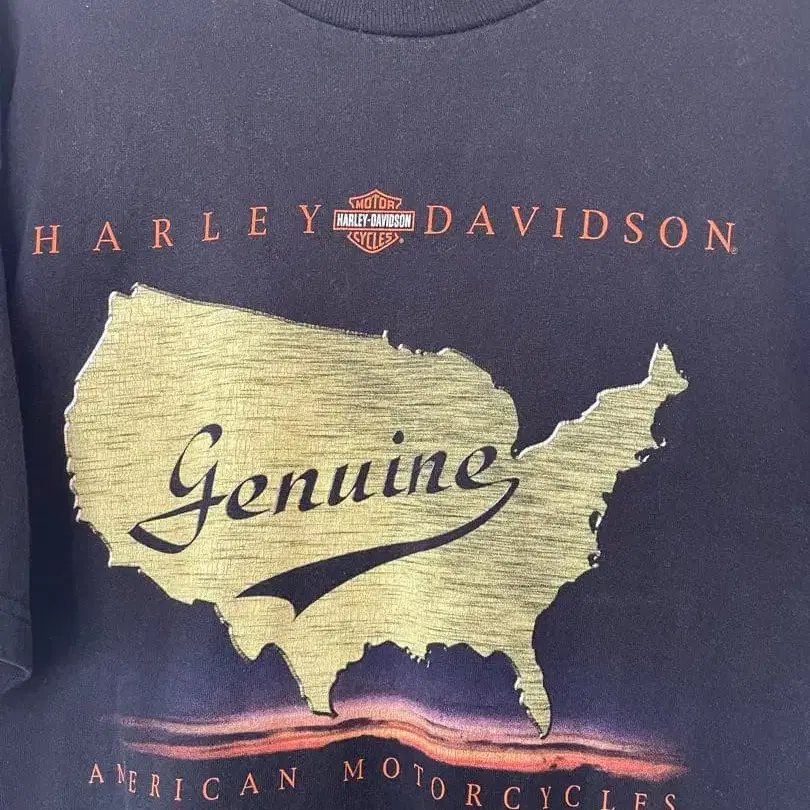 HARLEY DAVIDSON®
MOTOR
HARLEY-DAVIDSON
CYCLES®
Genuine
AMERICAN MOTORCYCLES